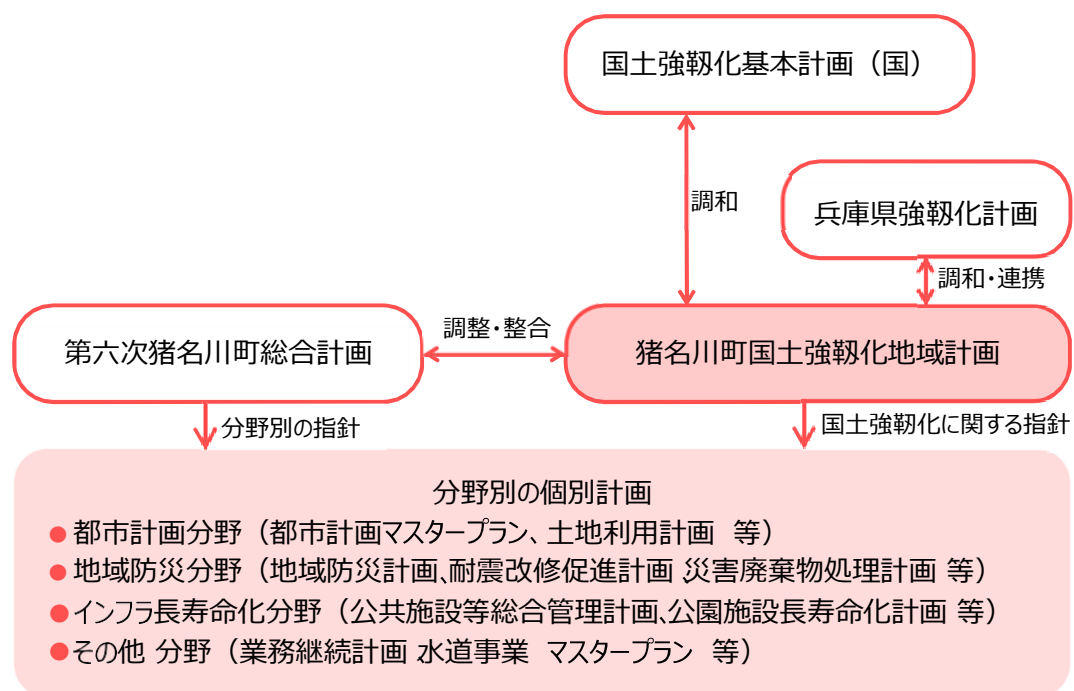 国土強靱化基本計画（国）
調和
兵庫県強靱化計画
調和・連携
第六次猪名川町総合計画
調整・整合
猪名川町国土強靱化地域計画
分野別の指針
国土強靭化に関する指針
分野別の個別計画
●都市計画分野（都市計画マスタープラン、土地利用計画 等）
●地域防災分野（地域防災計画、耐震改修促進計画 災害廃棄物処理計画 等）
●インフラ長寿命化分野（公共施設等総合管理計画、公園施設長寿命化計画 等）
●その他 分野（業務継続計画 水道事業 マスタープラン 等）